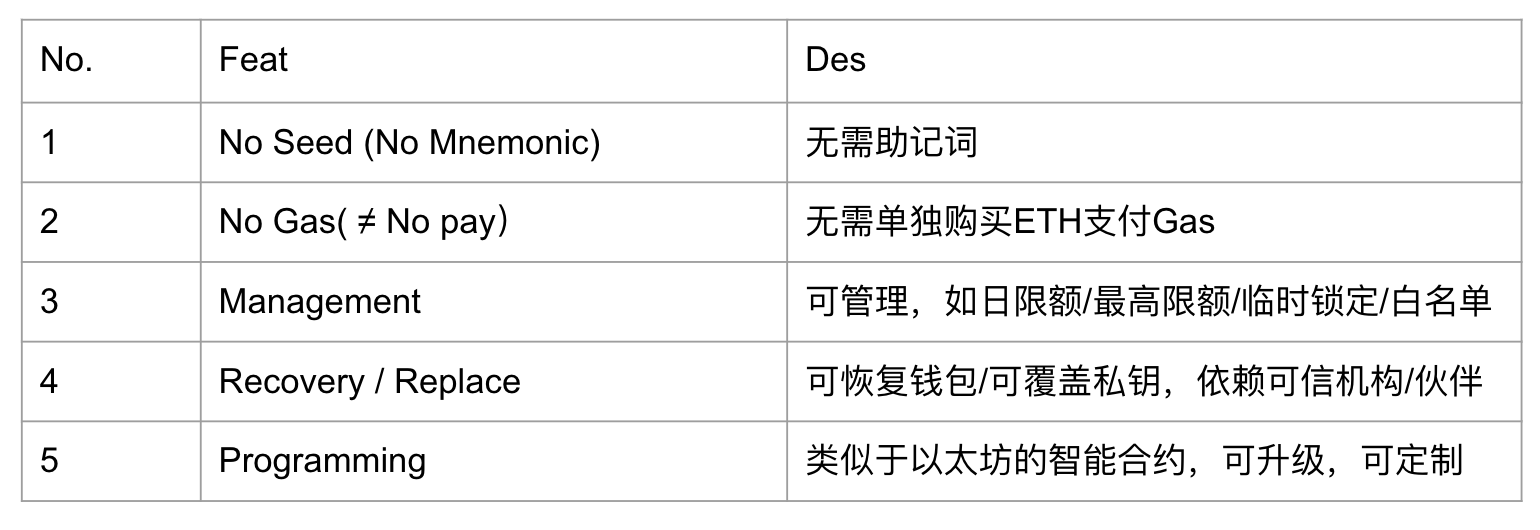 No. Feat Des
1 No Seed (No Mnemonic) 无需助记词
2 No Gas( ≠ No pay） 无需单独购买ETH支付Gas
3 Management 可管理，如日限额/最高限额/临时锁定/白名单
4 Recovery / Replace 可恢复钱包/可覆盖私钥，依赖可信机构/伙伴
5 Programming 类似于以太坊的智能合约，可升级，可定制